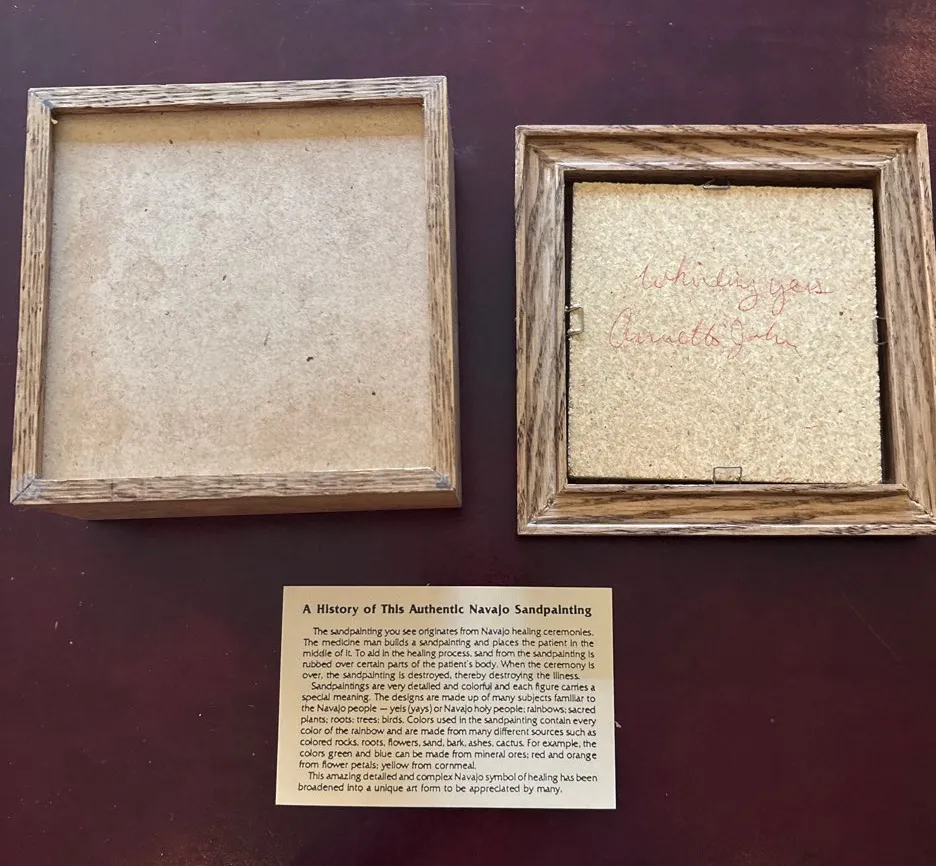 Whirling yeis
Annette John
A History of This Authentic Navajo Sandpainting
The sandpainting you see originates from Navajo healing ceremonies.
The medicine man builds a sandpainting and places the patient in the
middle of it. To aid in the healing process, sand from the sandpainting is
rubbed over certain parts of the patient's body. When the ceremony is
over, the sandpainting is destroyed, thereby destroying the illness.
Sandpaintings are very detailed and colorful and each figure carries a
special meaning. The designs are made up of many subjects familiar to
the Navajo people — yeis (yays) or Navajo holy people; rainbows; sacred
plants; roots; trees; birds. Colors used in the sandpainting contain every
color of the rainbow and are made from many different sources such as
colored rocks, roots, flowers, sand, bark, ashes, cactus. For example, the
colors green and blue can be made from mineral ores; red and orange
from flower petals; yellow from cornmeal.
This amazing detailed and complex Navajo symbol of healing has been
broadened into a unique art form to be appreciated by many.